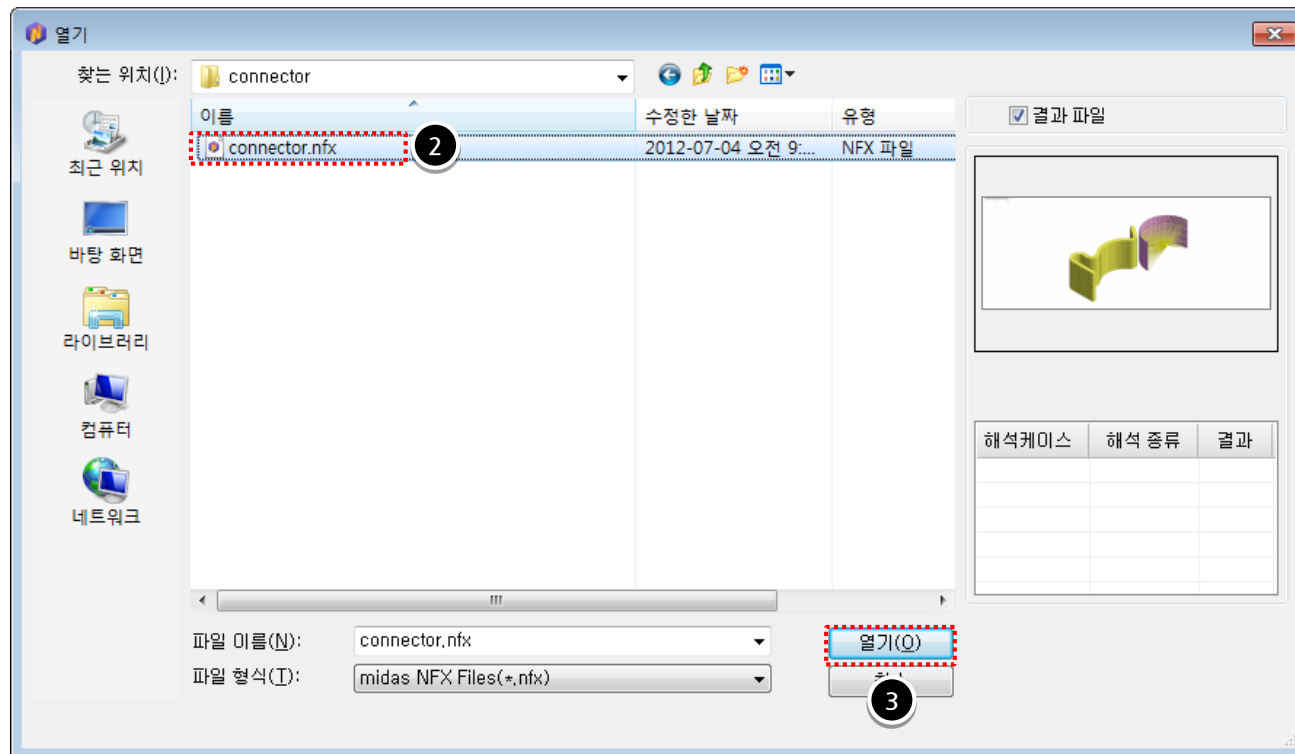 열기
찾는 위치(I):
connector
이름
수정한 날짜
유형
결과 파일
connector.nfx
2
2012-07-04 오전 9:...
NFX 파일
최근 위치
바탕 화면
라이브러리
컴퓨터
네트워크
해석케이스
해석 종류
결과
파일 이름(N):
connector.nfx
열기(O)
파일 형식(T):
midas NFX Files(*.nfx)
3